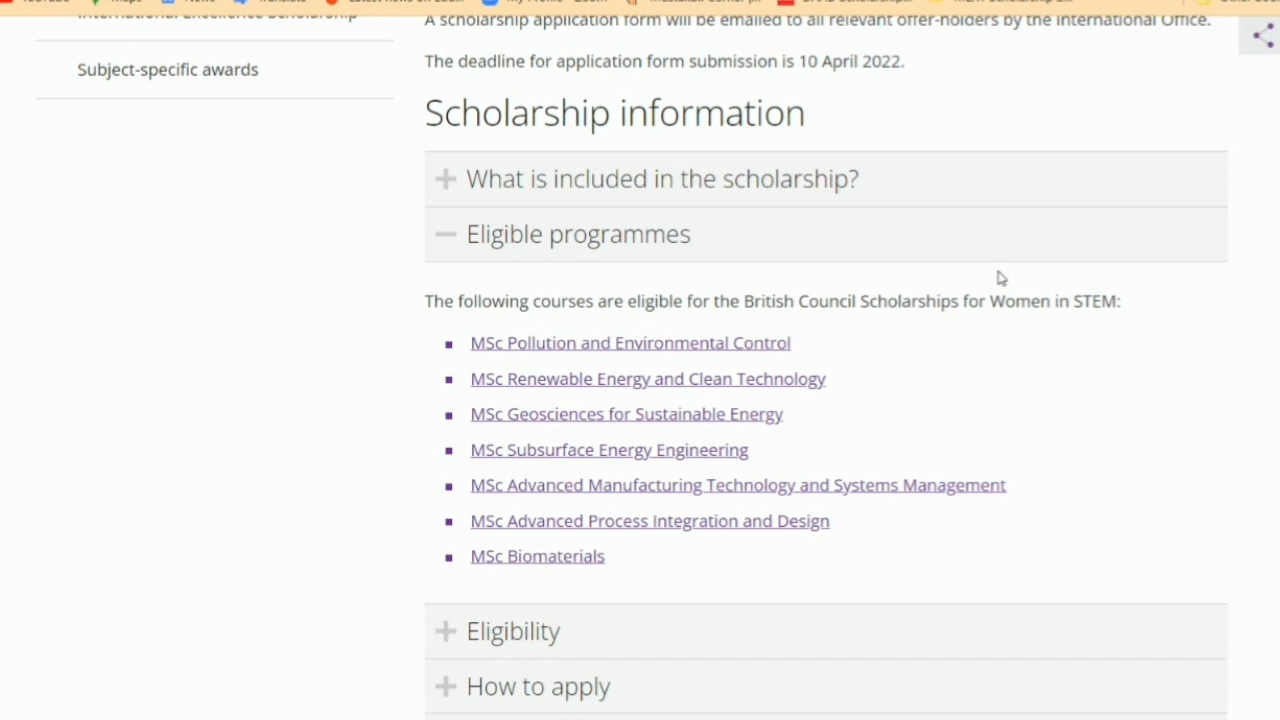 News
International Excellence Scholarship
A scholarship application form will be emailed to all relevant offer-holders by the International Office.
Subject-specific awards
The deadline for application form submission is 10 April 2022.
Scholarship information
What is included in the scholarship?
Eligible programmes
The following courses are eligible for the British Council Scholarships for Women in STEM:
MSc Pollution and Environmental Control
MSc Renewable Energy and Clean Technology
MSc Geosciences for Sustainable Energy
MSc Subsurface Energy Engineering
MSc Advanced Manufacturing Technology and Systems Management
MSc Advanced Process Integration and Design
MSc Biomaterials
Eligibility
How to apply